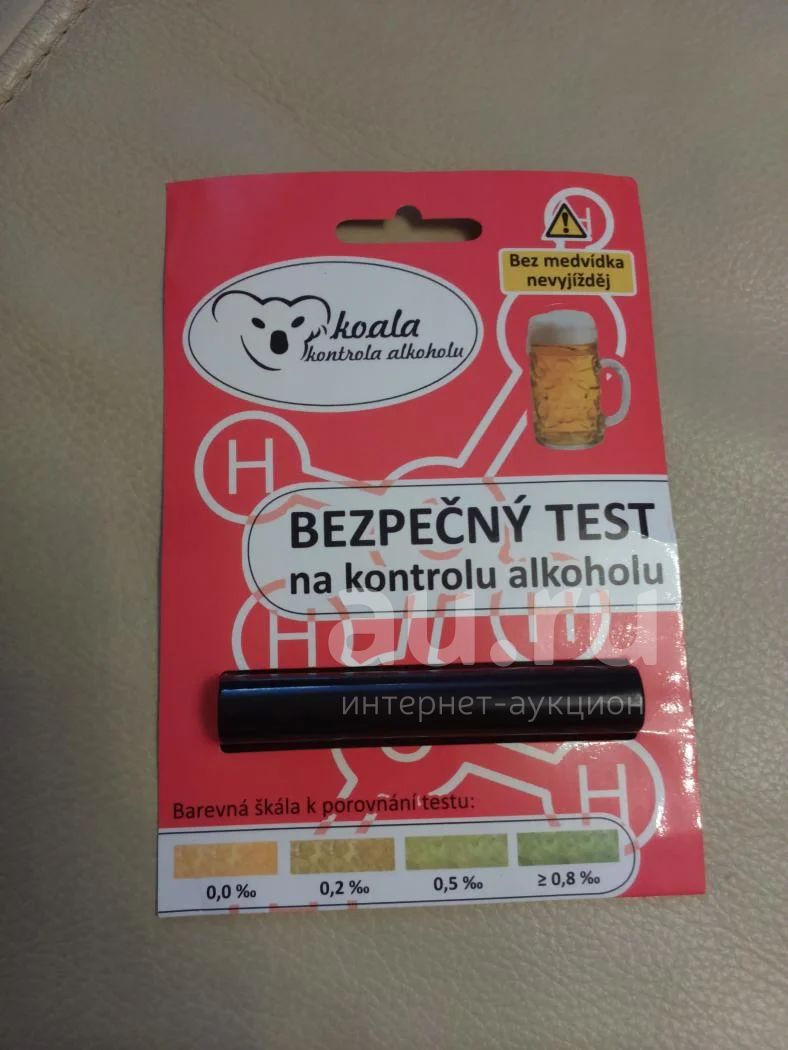 H
Bez medvídka
nevyjížděj
koala
kontrola alkoholu
H
BEZPEČNÝ TEST
na kontrolu alkoholu
H
H
au.ru
интернет-аукцион
H
Barevná škála k porovnání testu:
0,0 ‰
0,2 ‰
0,5 ‰
≥ 0,8 ‰